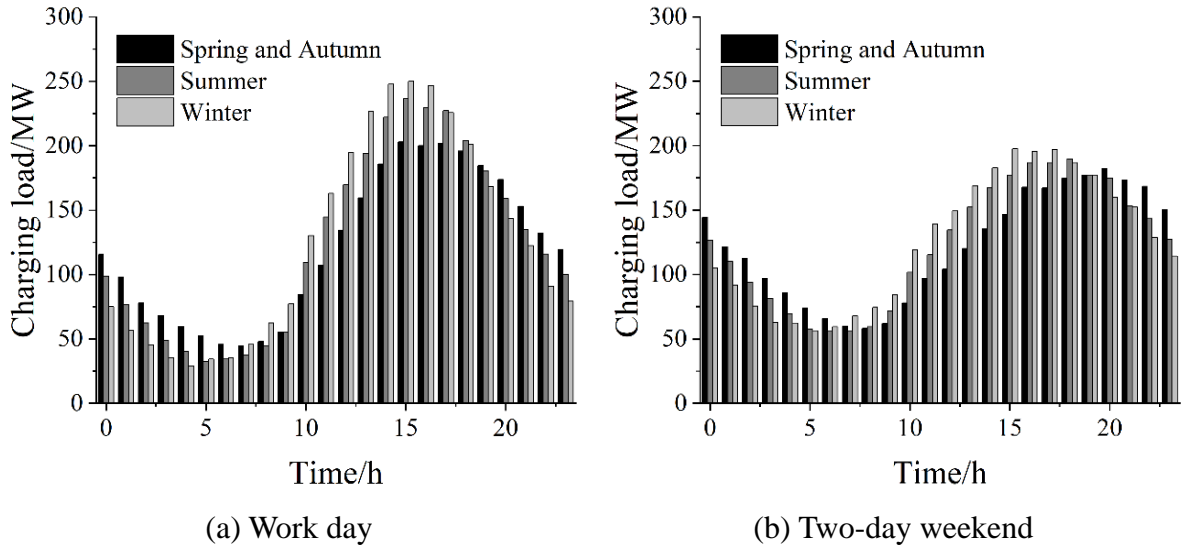 300
250
200
150
100
50
0
Charging load/MW
Spring and Autumn
Summer
Winter
0 5 10 15 20
Time/h
(a) Work day
300
250
200
150
100
50
0
Charging load/MW
Spring and Autumn
Summer
Winter
0 5 10 15 20
Time/h
(b) Two-day weekend